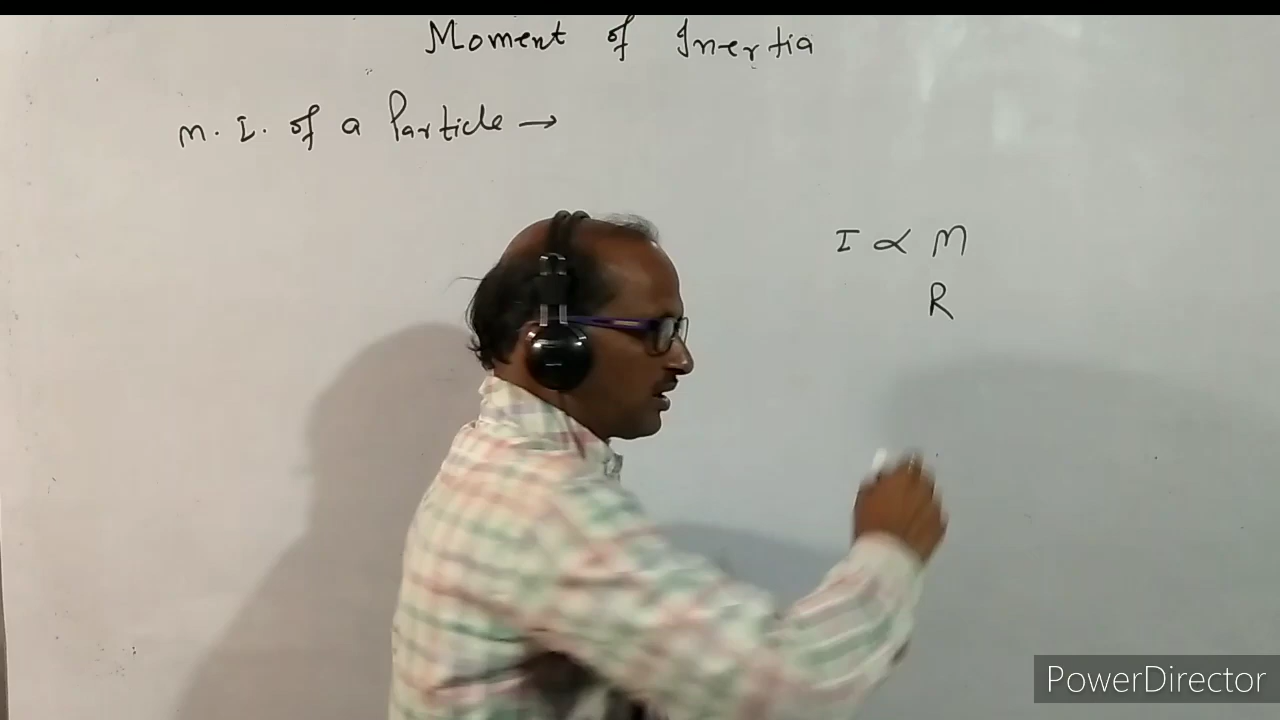 Moment of Inertia
M. I. of a Particle →
I ∝ M
R
PowerDirector